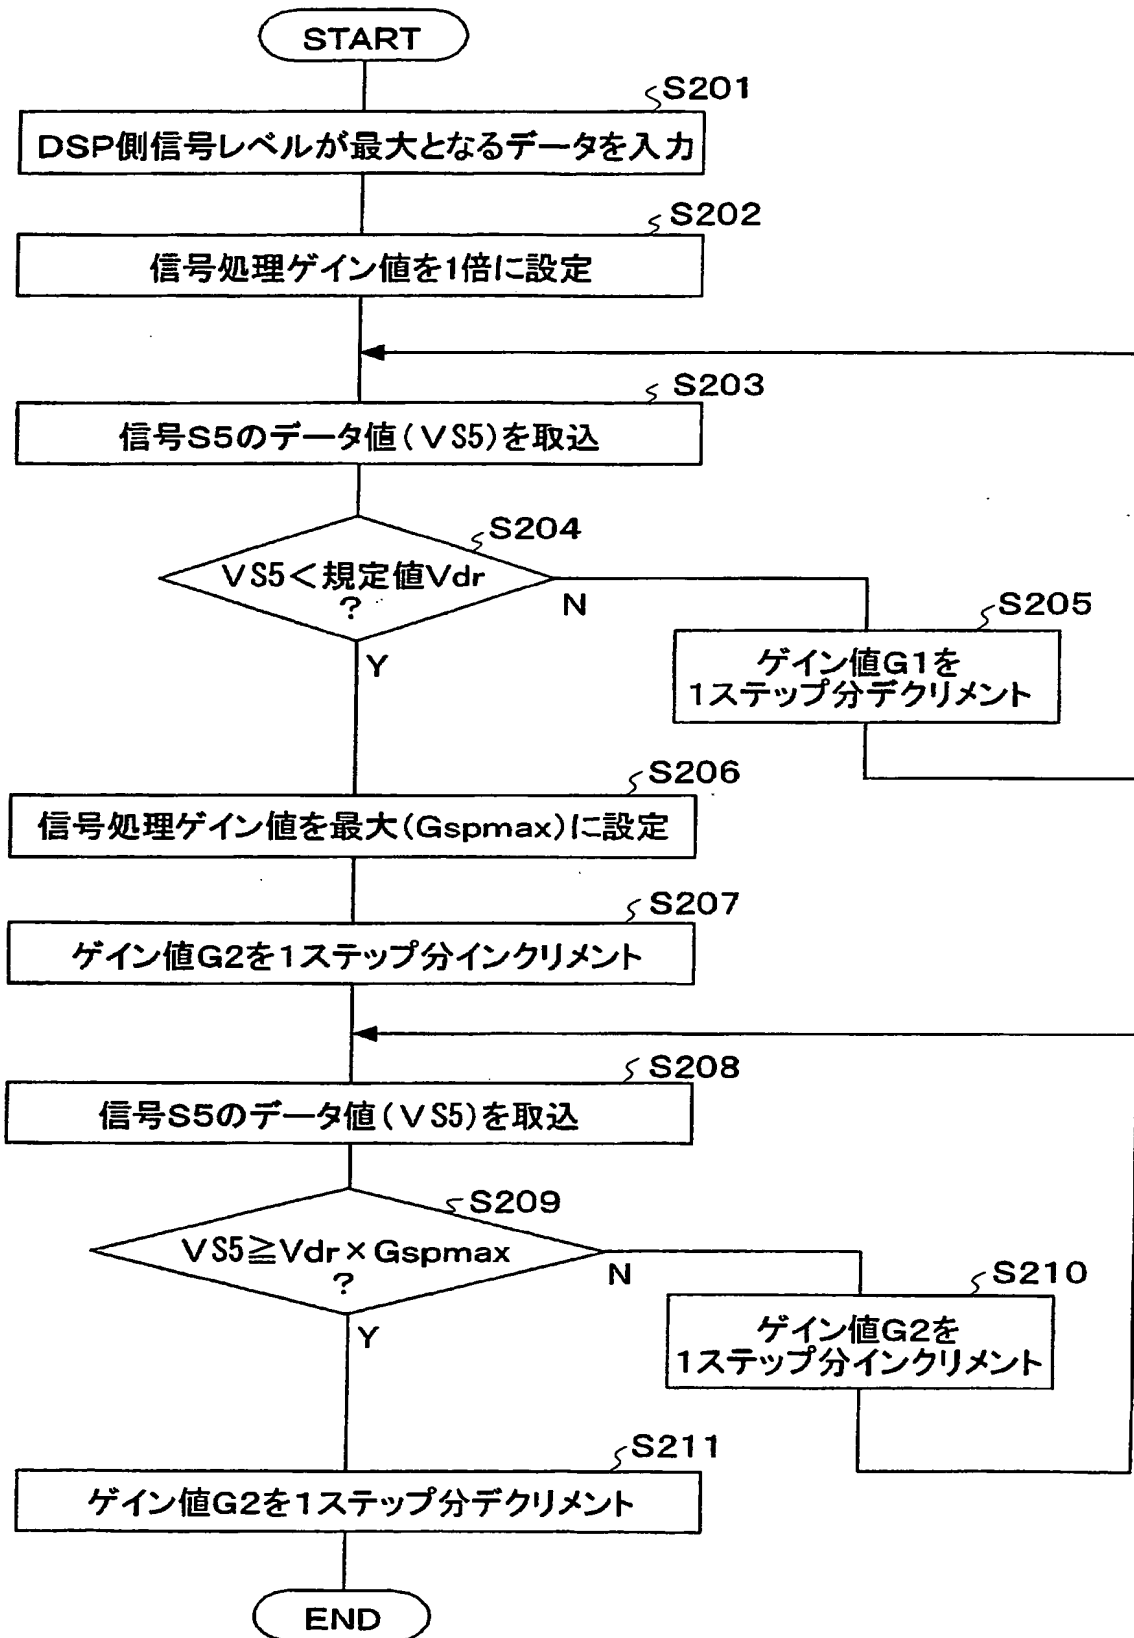 START
S201
DSP側信号レベルが最大となるデータを入力
S202
信号処理ゲイン値を1倍に設定
S203
信号S5のデータ値(VS5)を取込
S204
VS5<規定値Vdr
?
N
Y
S205
ゲイン値G1を
1ステップ分デクリメント
S206
信号処理ゲイン値を最大(Gspmax)に設定
S207
ゲイン値G2を1ステップ分インクリメント
S208
信号S5のデータ値(VS5)を取込
S209
VS5≧Vdr×Gspmax
?
N
Y
S210
ゲイン値G2を
1ステップ分インクリメント
S211
ゲイン値G2を1ステップ分デクリメント
END